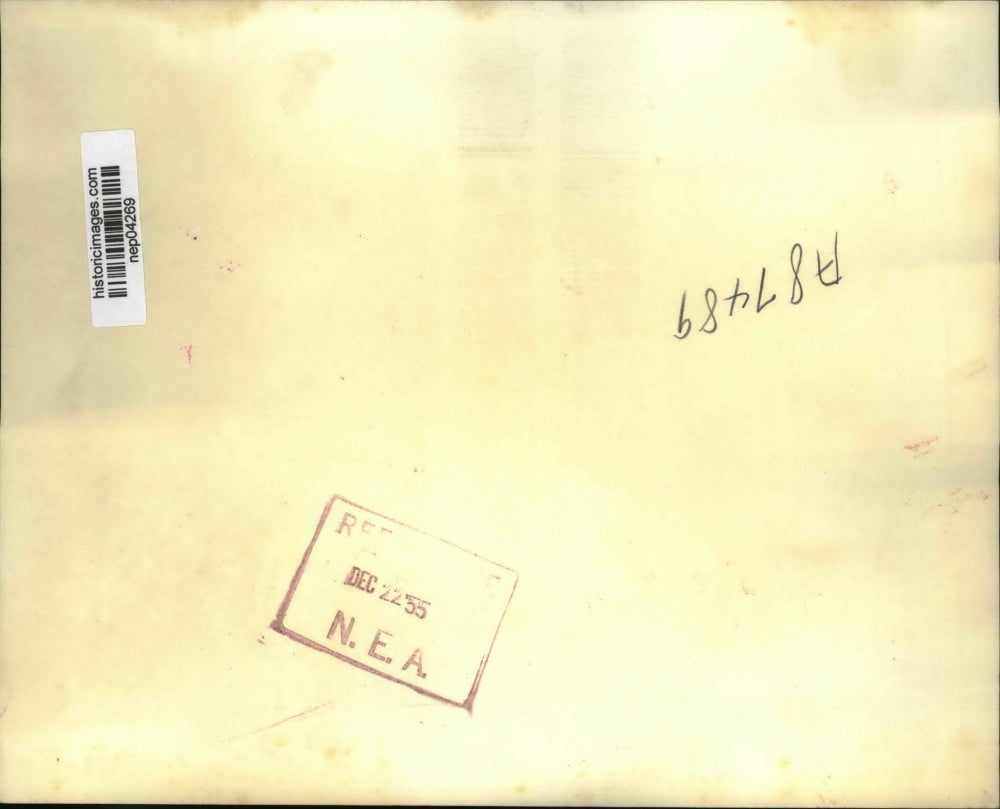 historicimages.com
nep04269
A87489
DEC 22 '55
N. E. A.